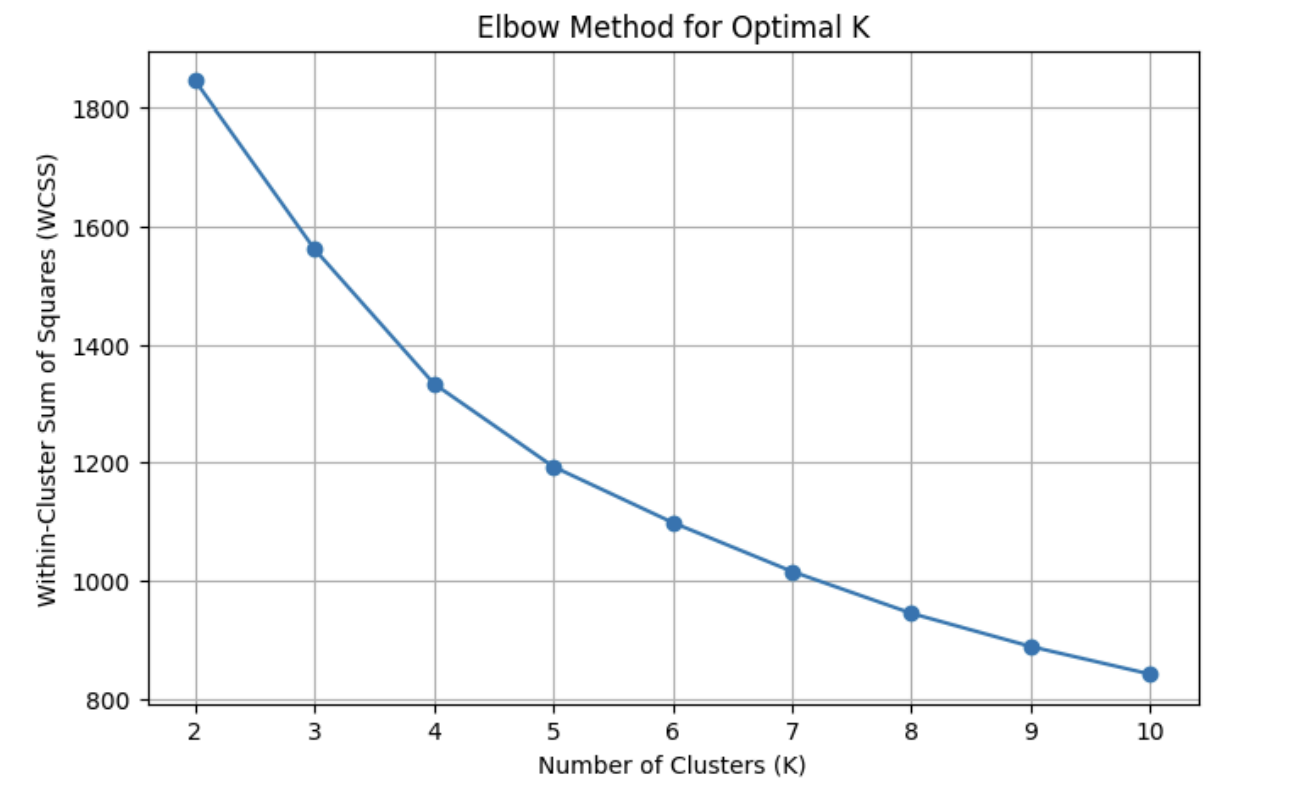 Elbow Method for Optimal K
Within-Cluster Sum of Squares (WCSS)
1800
1600
1400
1200
1000
800
2 3 4 5 6 7 8 9 10
Number of Clusters (K)